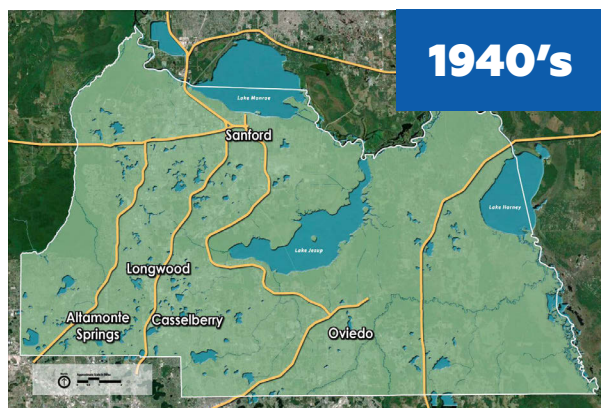 1940's
Lake Monroe
Sanford
Lake Harney
Lake Jesup
Longwood
Altamonte
Springs
Casselberry
Oviedo